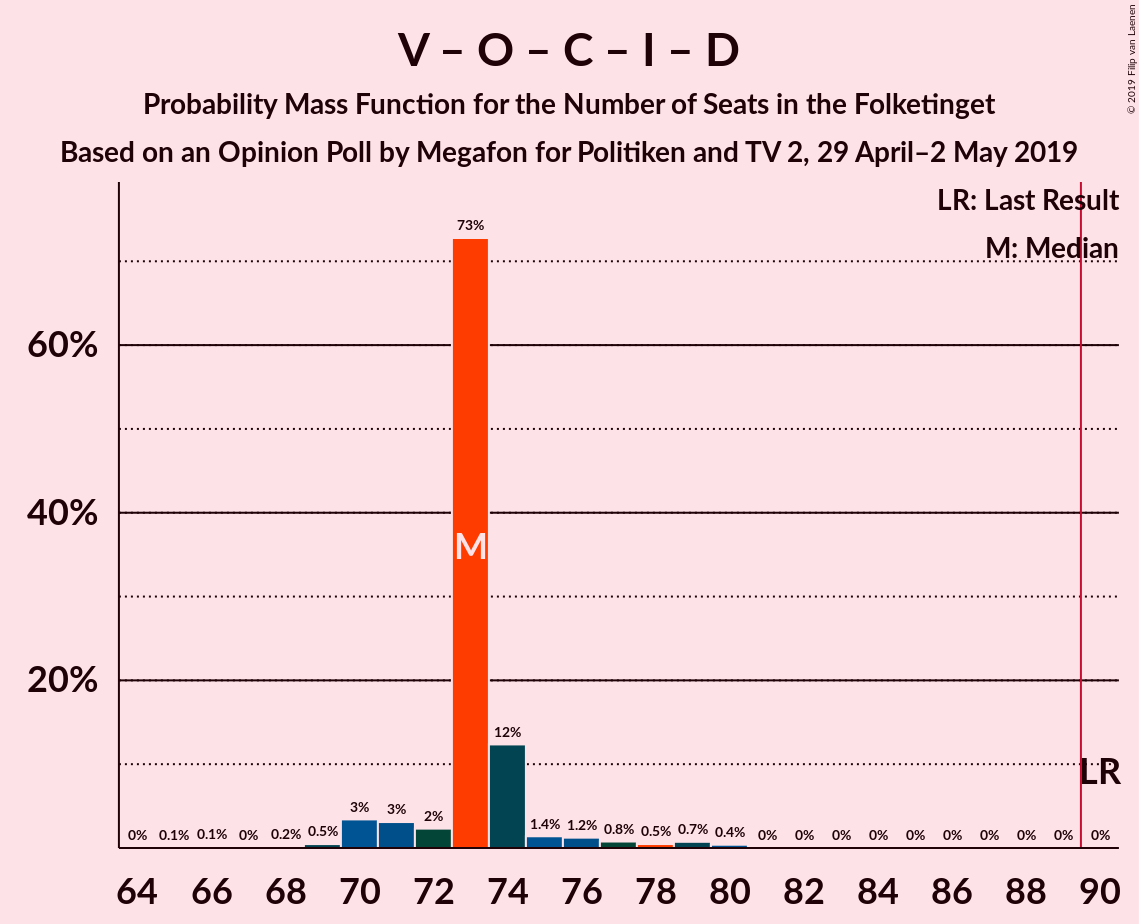 V – O – C – I – D
Probability Mass Function for the Number of Seats in the Folketinget
Based on an Opinion Poll by Megafon for Politiken and TV 2, 29 April–2 May 2019
© 2019 Filip van Laenen
LR: Last Result
M: Median
60%
40%
20%
0% 0.1% 0.1% 0% 0.2% 0.5% 3% 3% 2% 73% 12% 1.4% 1.2% 0.8% 0.5% 0.7% 0.4% 0% 0% 0% 0% 0% 0% 0% 0% 0% 0%
M
LR
64 66 68 70 72 74 76 78 80 82 84 86 88 90